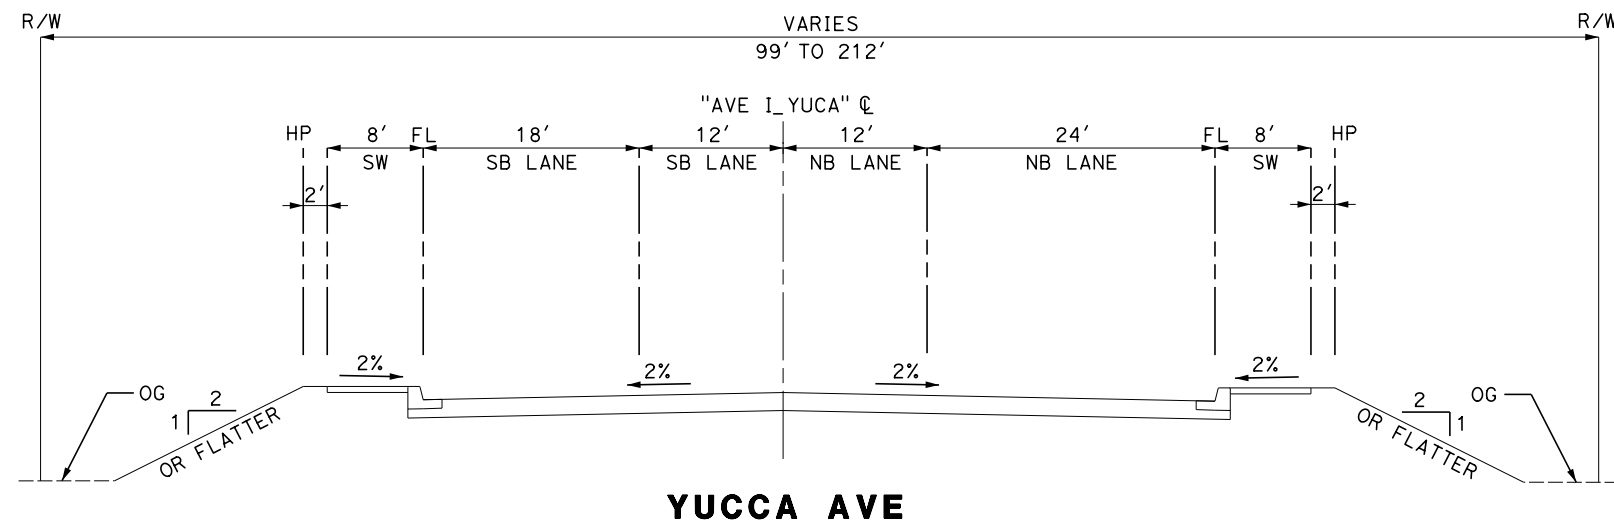 R/W VARIES R/W
99' TO 212'
"AVE I_YUCA" ℄
HP 8' FL 18' 12' 12' 24' FL 8' HP
SW SB LANE SB LANE NB LANE NB LANE SW
2' 2'
2% 2% 2% 2%
OG 2 1 OR FLATTER
OG 2 1 OR FLATTER
YUCCA AVE